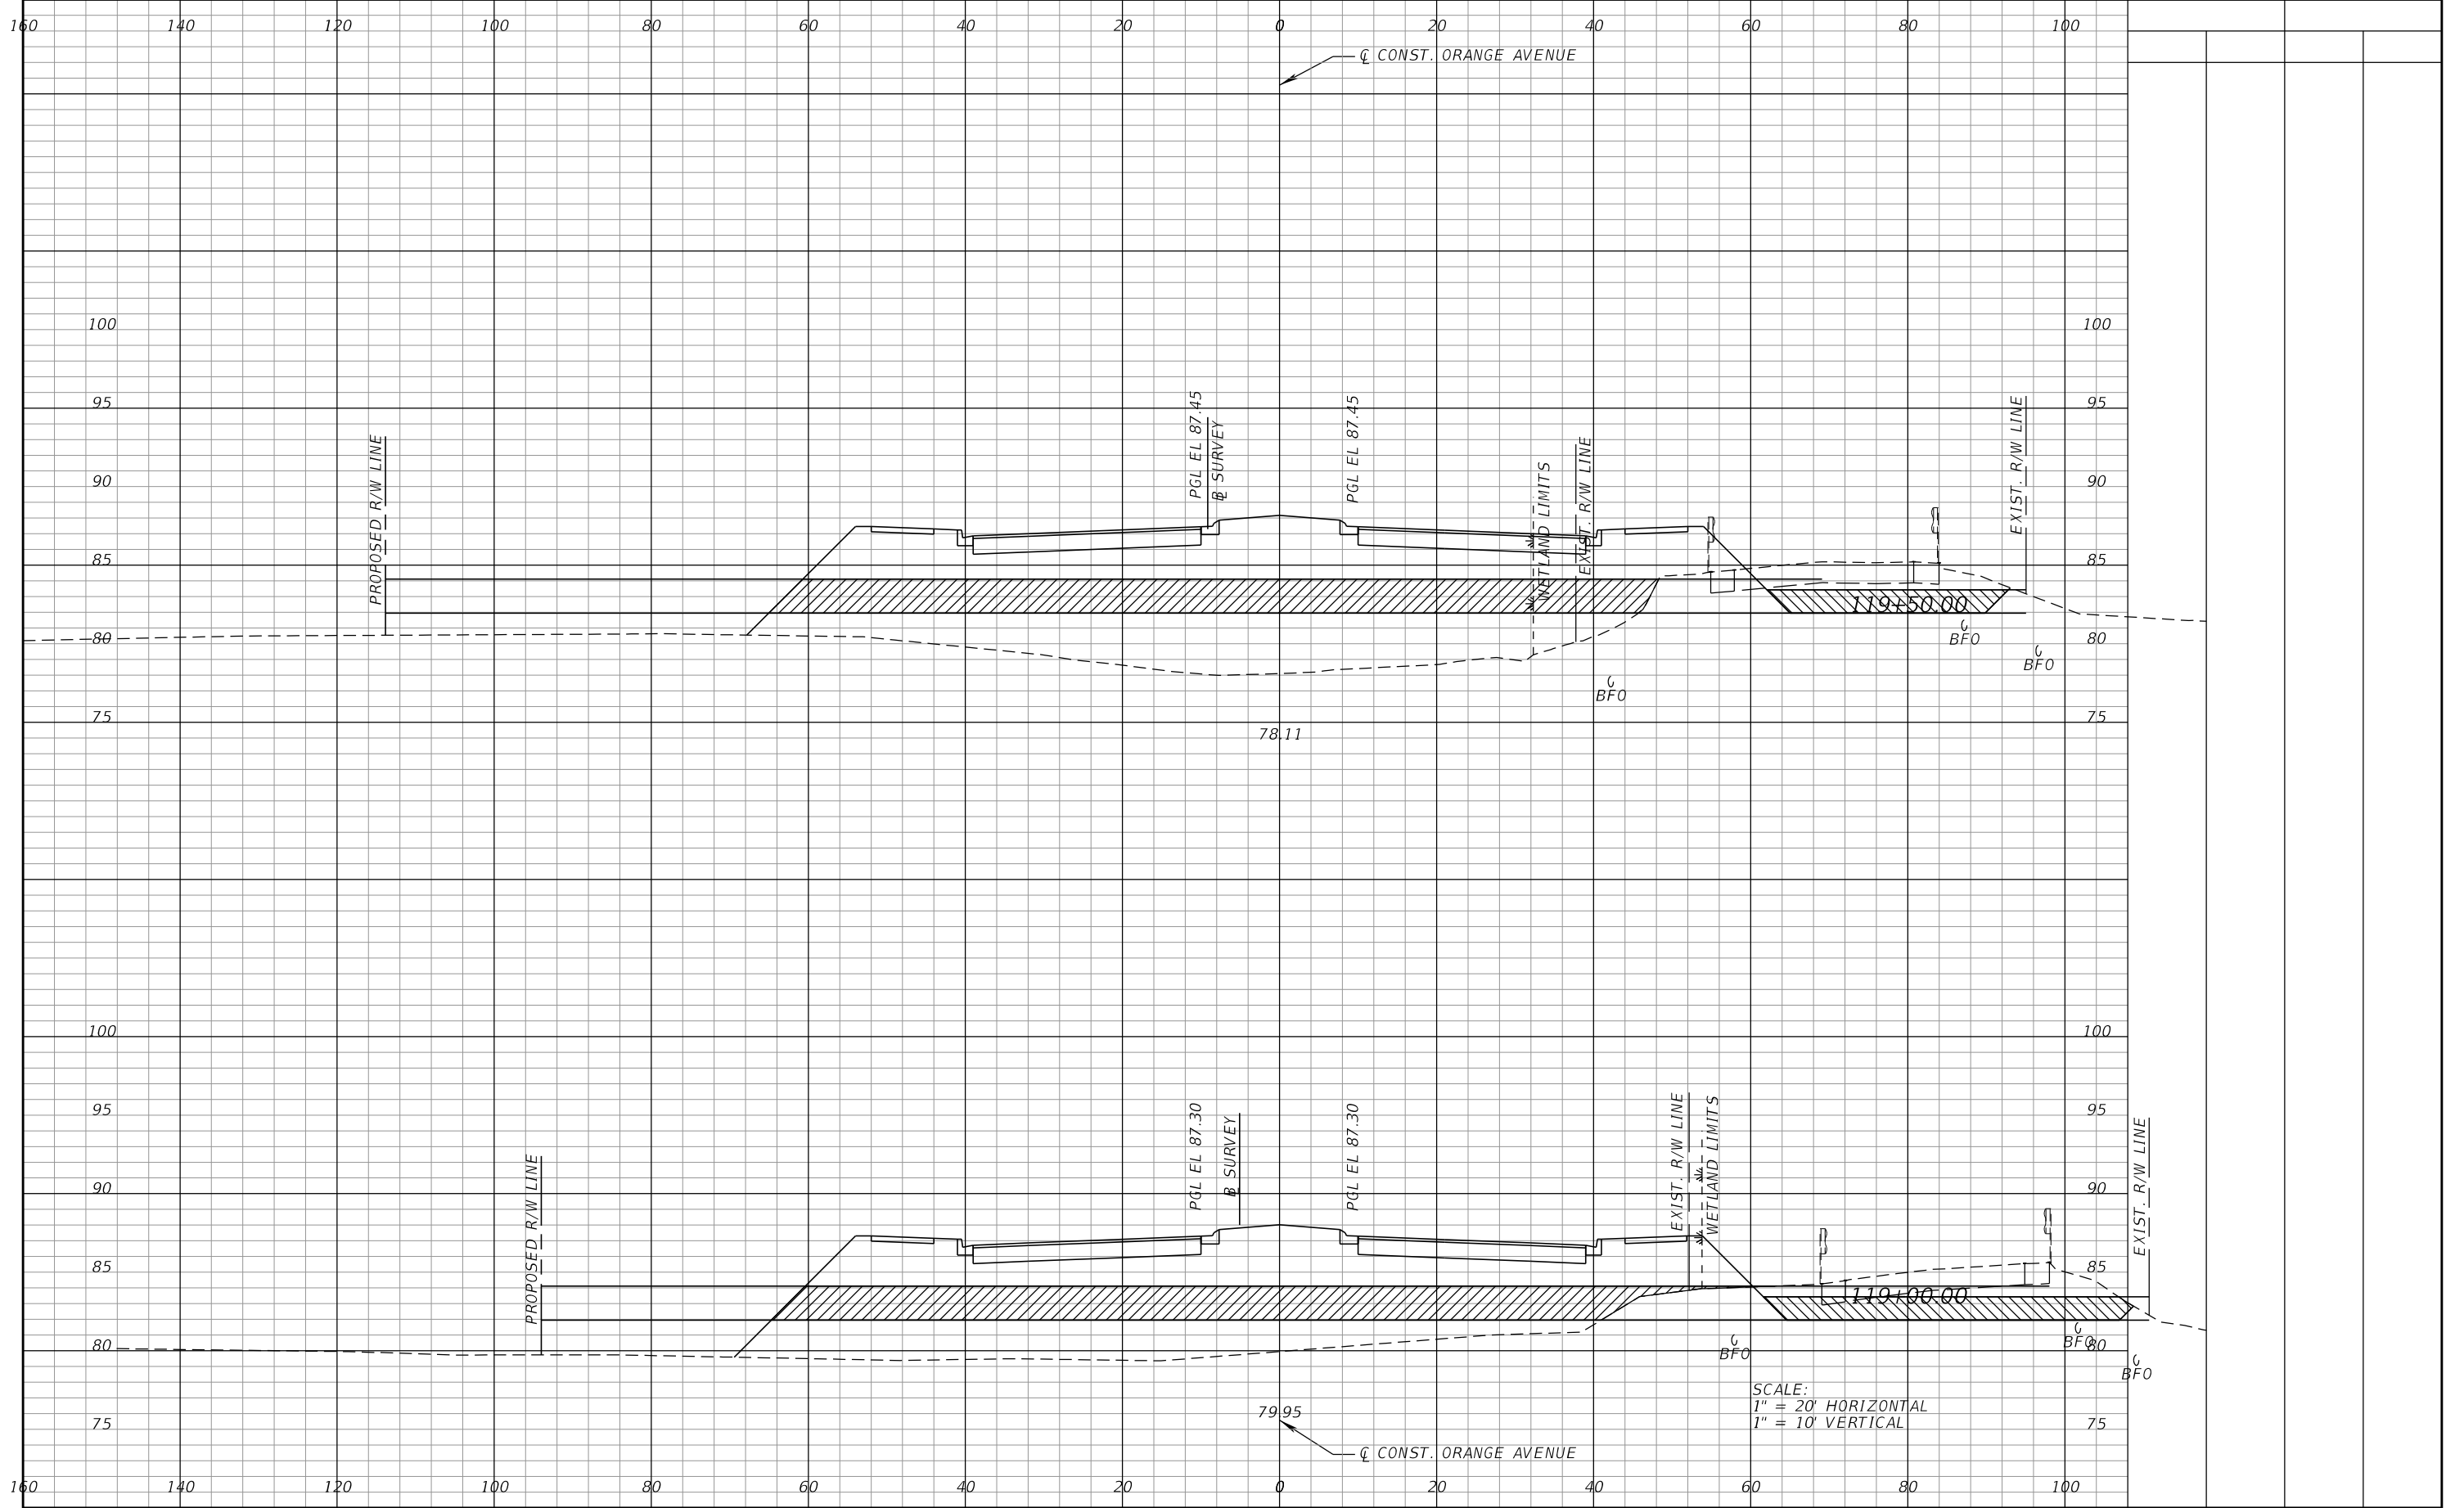 160 140 120 100 80 60 40 20 0 20 40 60 80 100
℄ CONST. ORANGE AVENUE
100 100
95 95
90 90
85 85
80 80
75 75
PROPOSED R/W LINE
PGL EL 87.45
℄ SURVEY
PGL EL 87.45
WETLAND LIMITS
EXIST. R/W LINE
EXIST. R/W LINE
119+50.00
BFO
BFO
BFO
78.11
100 100
95 95
90 90
85 85
80 80
75 75
PROPOSED R/W LINE
PGL EL 87.30
℄ SURVEY
PGL EL 87.30
EXIST. R/W LINE
WETLAND LIMITS
EXIST. R/W LINE
119+00.00
BFO
BFO
BFO
79.95
SCALE:
1" = 20' HORIZONTAL
1" = 10' VERTICAL
℄ CONST. ORANGE AVENUE
160 140 120 100 80 60 40 20 0 20 40 60 80 100